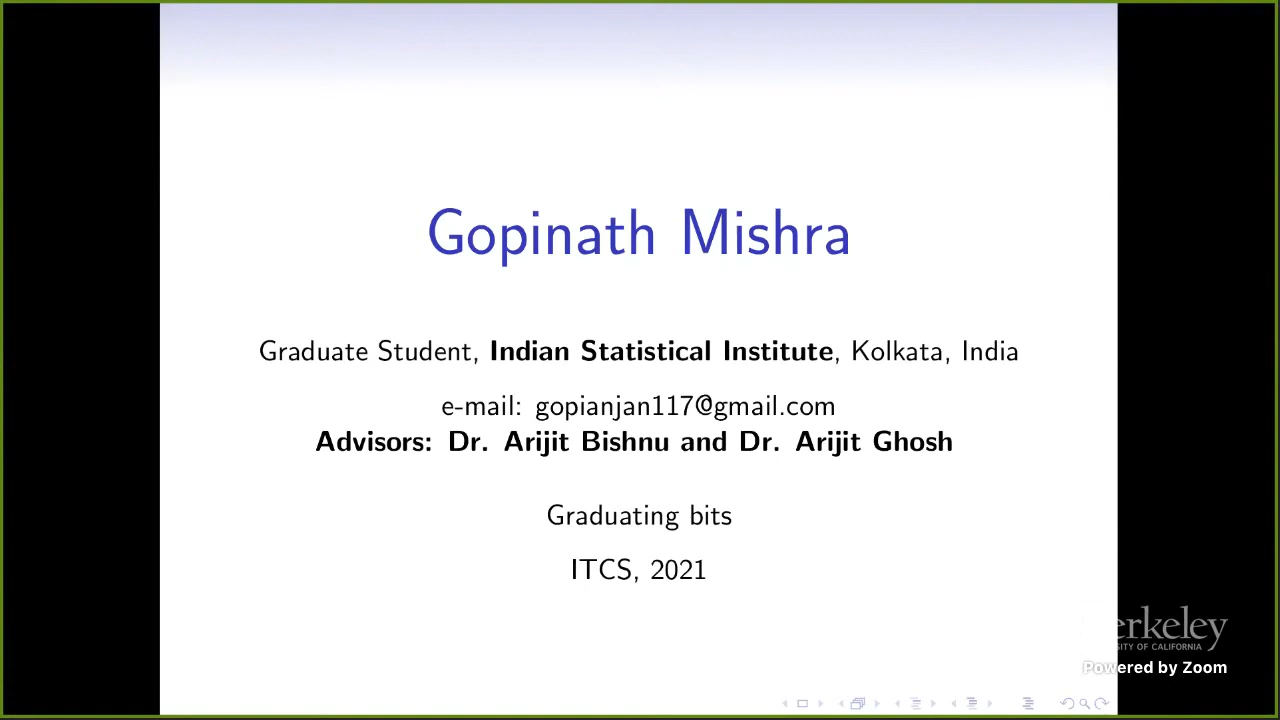 Gopinath Mishra
Graduate Student, Indian Statistical Institute, Kolkata, India
e-mail: gopianjan117@gmail.com
Advisors: Dr. Arijit Bishnu and Dr. Arijit Ghosh
Graduating bits
ITCS, 2021
erkeley
SITY OF CALIFORNIA
Powered by Zoom